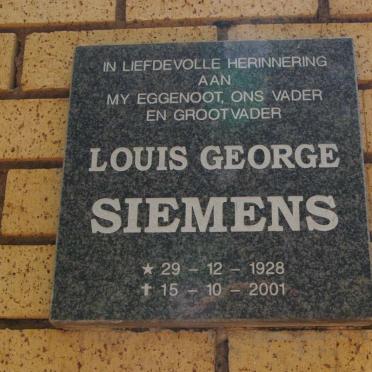 IN LIEFDEVOLLE HERINNERING
AAN
MY EGGENOOT, ONS VADER
EN GROOTVADER
LOUIS GEORGE
SIEMENS
★ 29 - 12 - 1928
✝ 15 - 10 - 2001